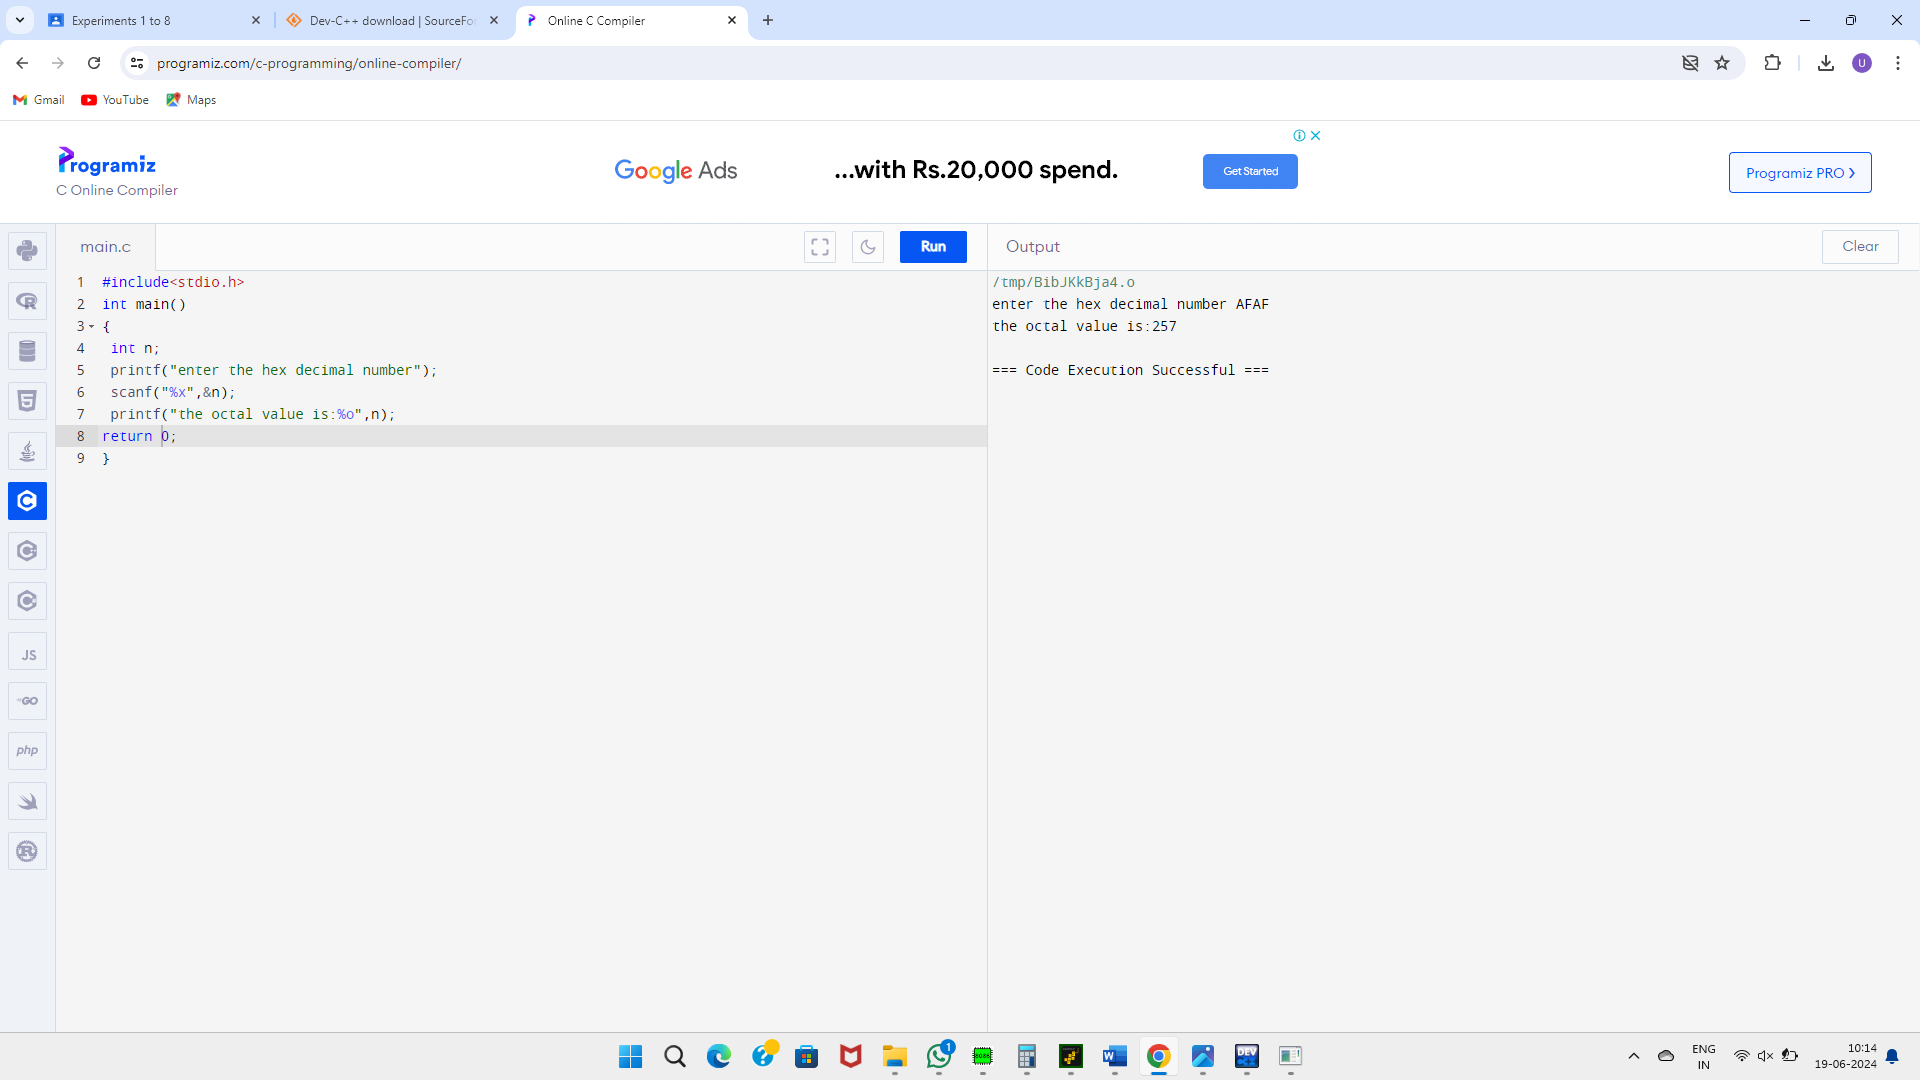 Experiments 1 to 8
Dev-C++ download | SourceFo
Online C Compiler
programiz.com/c-programming/online-compiler/
U
Gmail
YouTube
Maps
Programiz
C Online Compiler
Google Ads
...with Rs.20,000 spend.
Get Started
Programiz PRO
main.c
Run
Output
Clear
1 #include<stdio.h>
2 int main()
3 {
4 int n;
5 printf("enter the hex decimal number");
6 scanf("%x",&n);
7 printf("the octal value is:%o",n);
8 return 0;
9 }
/tmp/BibJKkBja4.o
enter the hex decimal number AFAF
the octal value is:257
=== Code Execution Successful ===
R
5
C
C
C
JS
GO
php
R
1
W
DEV
C++
ENG
IN
10:14
19-06-2024